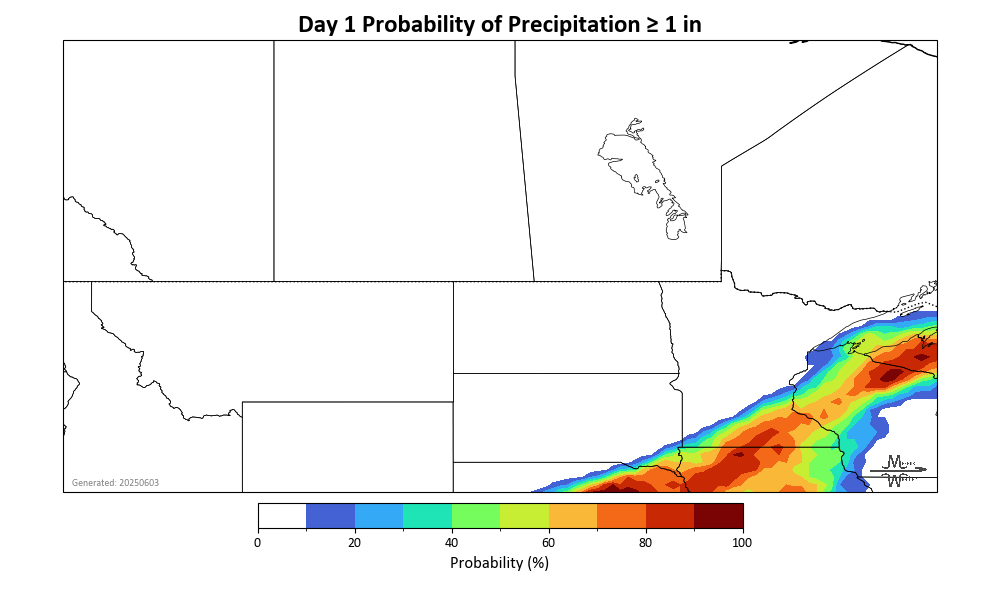 Day 1 Probability of Precipitation ≥ 1 in
Generated: 20250603
0 20 40 60 80 100
Probability (%)